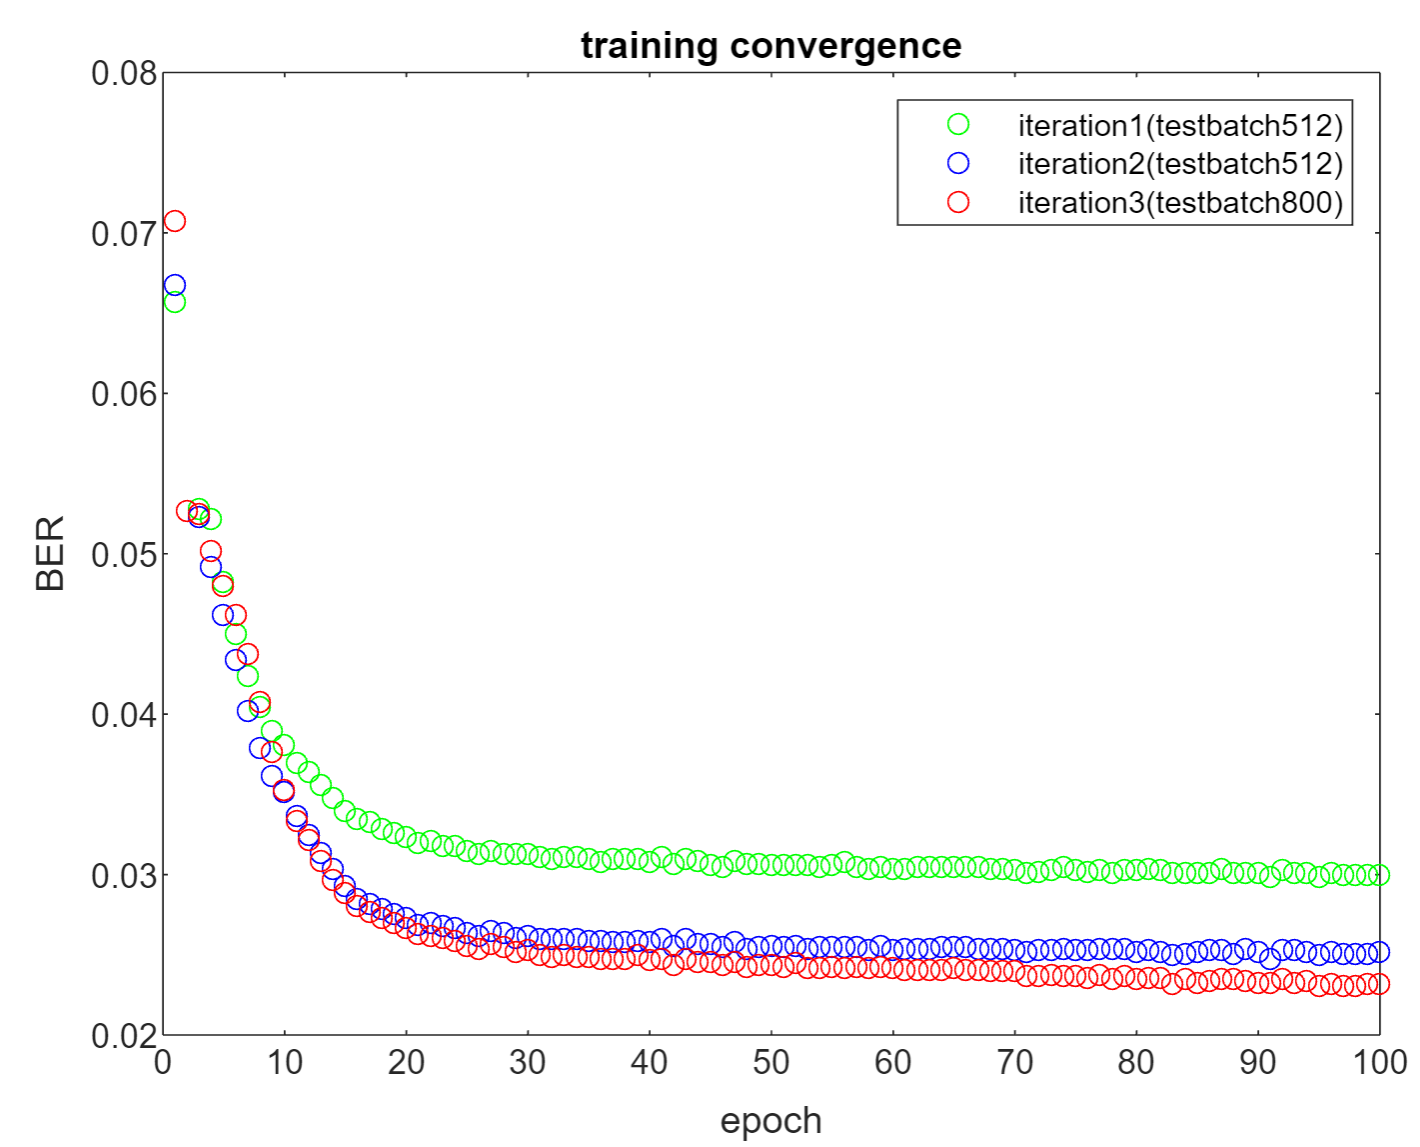 training convergence
0.08
0.07
0.06
0.05
0.04
0.03
0.02
BER
iteration1(testbatch512)
iteration2(testbatch512)
iteration3(testbatch800)
0 10 20 30 40 50 60 70 80 90 100
epoch